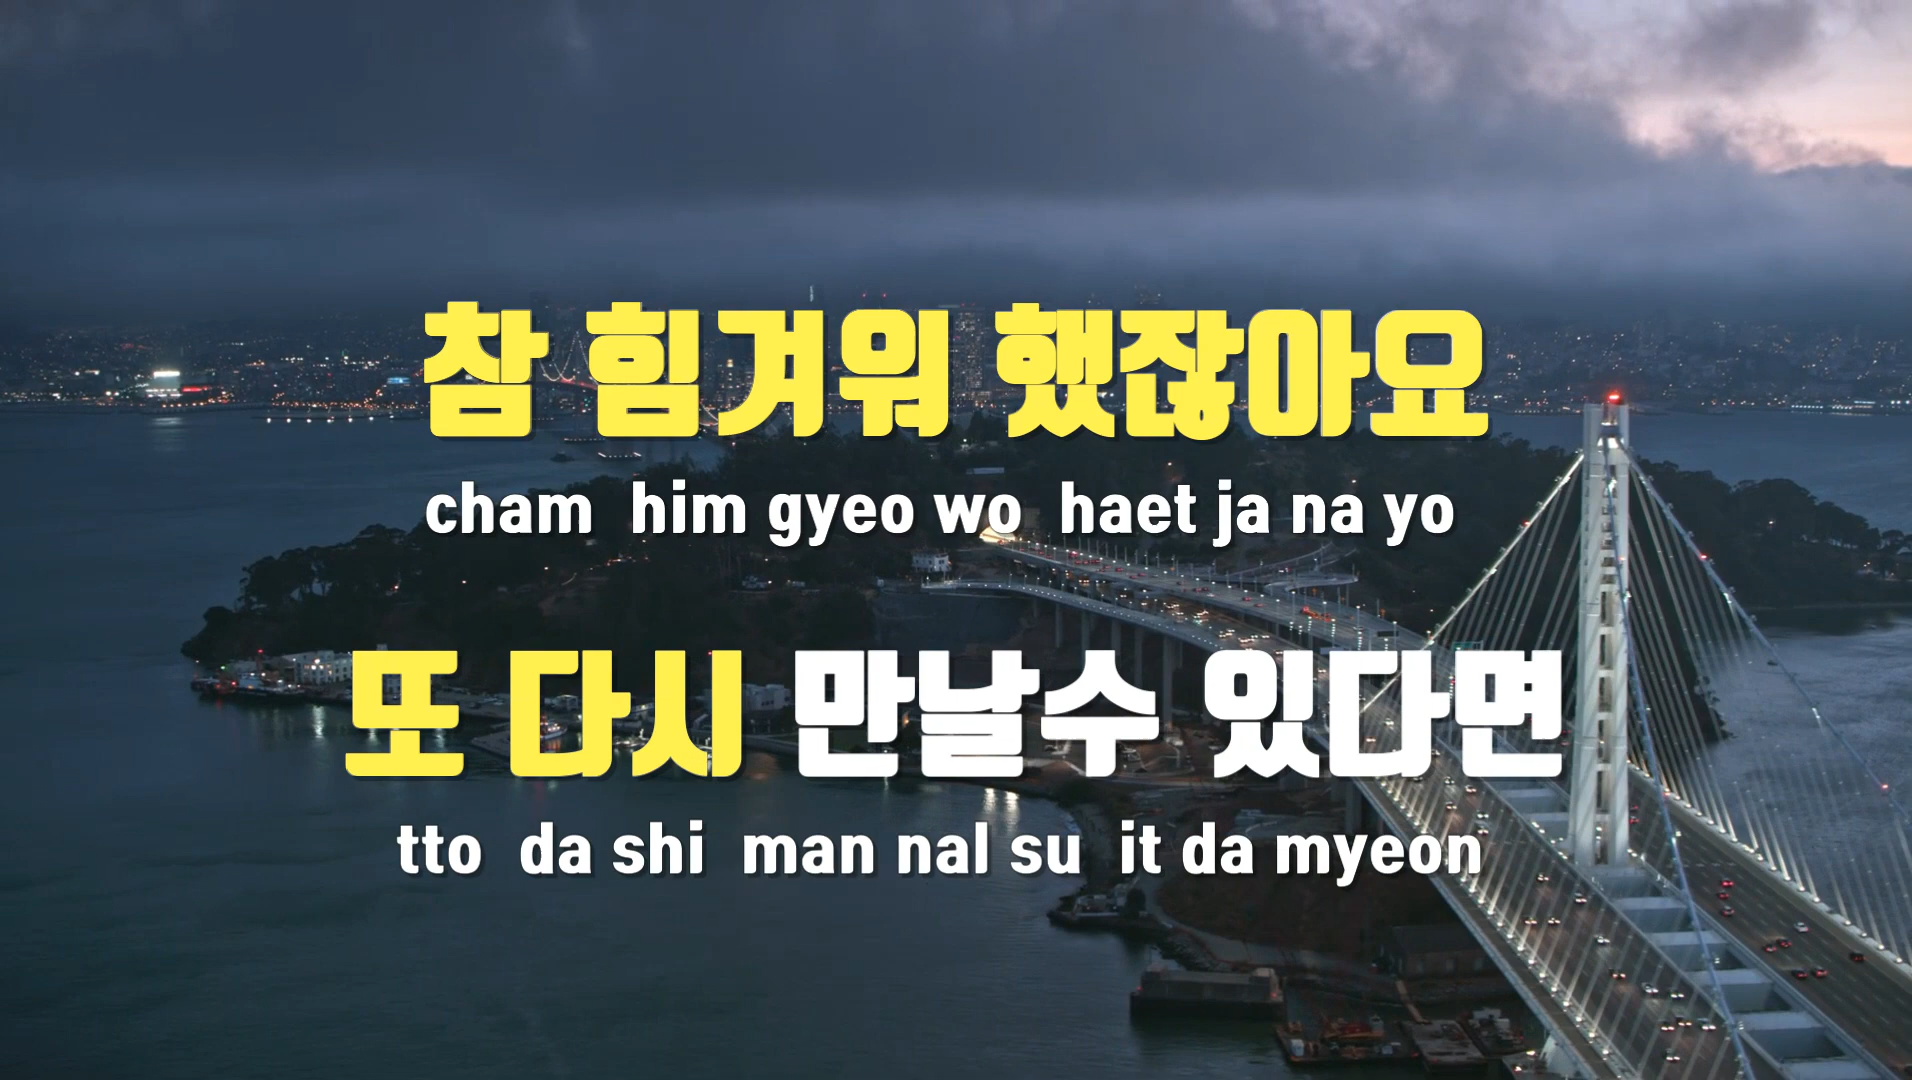 참 힘겨워 했잖아요
cham him gyeo wo haet ja na yo
또 다시 만날수 있다면
tto da shi man nal su it da myeon